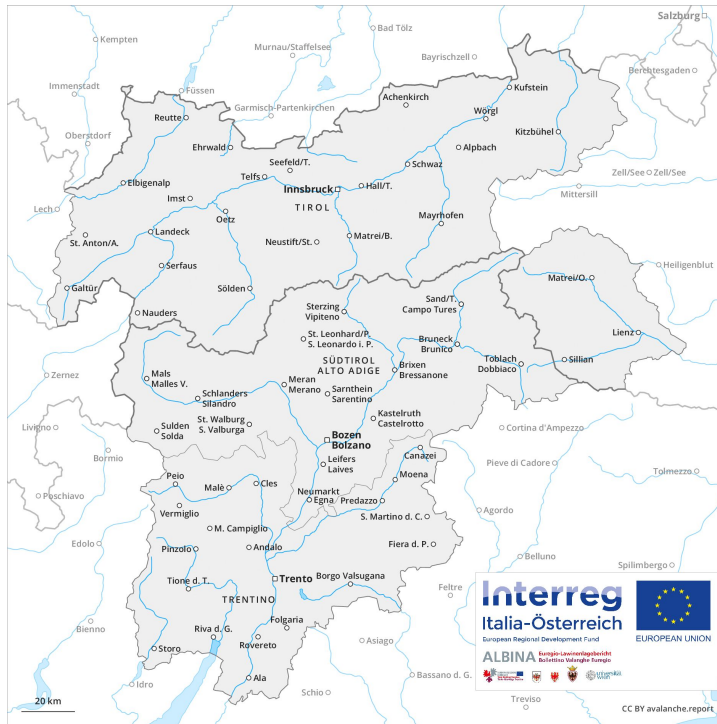 Salzburg
Bad Tölz
Kempten
Murnau/Staffelsee
Bayrischzell
Berchtesgaden
Immenstadt
Füssen
Garmisch-Partenkirchen
Achenkirch
Kufstein
Reutte
Wörgl
Oberstdorf
Kitzbühel
Ehrwald
Alpbach
Seefeld/T.
Schwaz
Zell/See
Zell/See
Telfs
Elbigenalp
Innsbruck
Hall/T.
Mittersill
Imst
Lech
TIROL
Oetz
Mayrhofen
St. Anton/A.
Landeck
Neustift/St.
Matrei/B.
Serfaus
Heiligenblut
Matrei/O.
Galtür
Sölden
Sand/T.
Campo Tures
Nauders
Sterzing
Vipiteno
Lienz
St. Leonhard/P.
S. Leonardo i. P.
Bruneck
Brunico
Toblach
Dobbiaco
Sillian
SÜDTIROL
ALTO ADIGE
Brixen
Bressanone
Zernez
Mals
Malles V.
Meran
Merano
Sarnthein
Sarentino
Schlanders
Silandro
Kastelruth
Castelrotto
St. Walburg
S. Valburga
Sulden
Solda
Livigno
Cortina d'Ampezzo
Bozen
Bolzano
Bormio
Canazei
Leifers
Laives
Pieve di Cadore
Tolmezzo
Peio
Moena
Malè
Cles
Neumarkt
Egna
Predazzo
Poschiavo
Vermiglio
Agordo
S. Martino d. C.
M. Campiglio
Edolo
Pinzolo
Andalo
Fiera d. P.
Belluno
Spilimbergo
Tione d. T.
Trento
Borgo Valsugana
Feltre
TRENTINO
Folgaria
Bienno
Riva d. G.
Rovereto
Asiago
Storo
Ala
Bassano d. G.
Idro
Schio
Treviso
Interreg
Italia-Österreich
European Regional Development Fund
EUROPEAN UNION
ALBINA
Euregio-Lawinenlagebericht
Bollettino Valanghe Euregio
20 km
CC BY avalanche.report